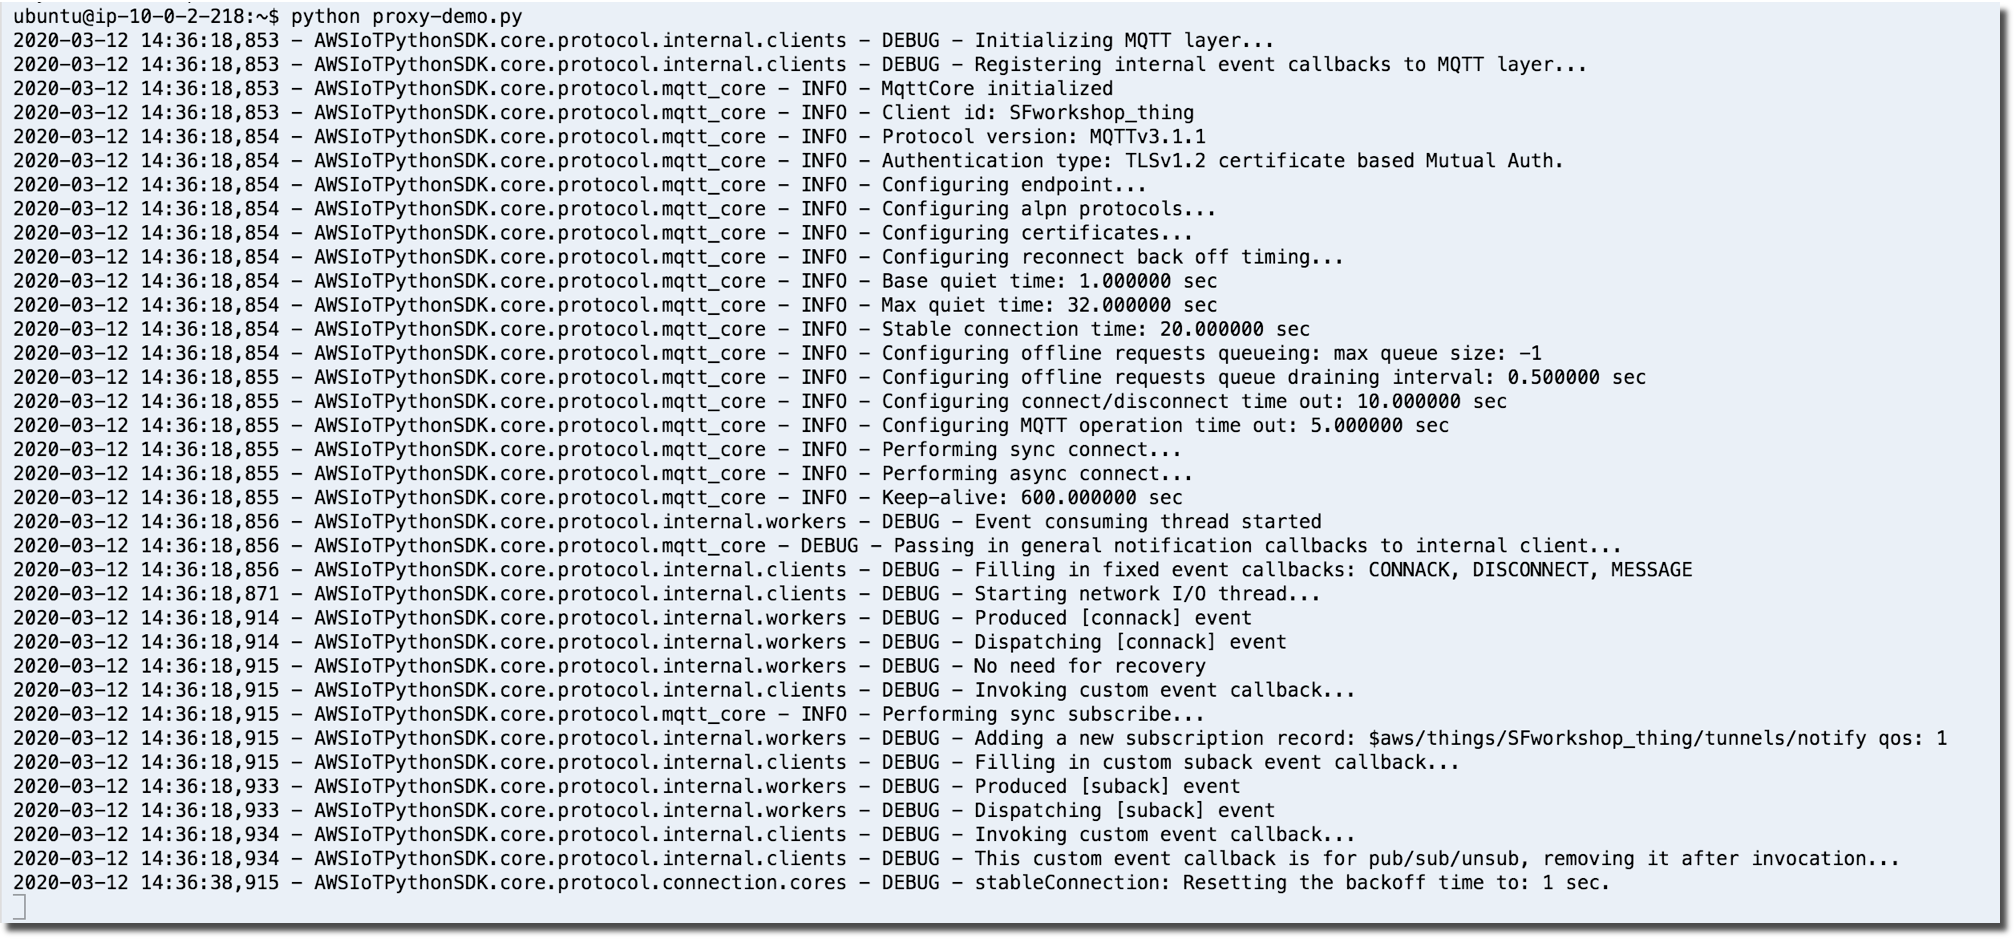 ubuntu@ip-10-0-2-218:~$ python proxy-demo.py
2020-03-12 14:36:18,853 - AWSIoTPythonSDK.core.protocol.internal.clients - DEBUG - Initializing MQTT layer...
2020-03-12 14:36:18,853 - AWSIoTPythonSDK.core.protocol.internal.clients - DEBUG - Registering internal event callbacks to MQTT layer...
2020-03-12 14:36:18,853 - AWSIoTPythonSDK.core.protocol.mqtt_core - INFO - MqttCore initialized
2020-03-12 14:36:18,853 - AWSIoTPythonSDK.core.protocol.mqtt_core - INFO - Client id: SFworkshop_thing
2020-03-12 14:36:18,854 - AWSIoTPythonSDK.core.protocol.mqtt_core - INFO - Protocol version: MQTTv3.1.1
2020-03-12 14:36:18,854 - AWSIoTPythonSDK.core.protocol.mqtt_core - INFO - Authentication type: TLSv1.2 certificate based Mutual Auth.
2020-03-12 14:36:18,854 - AWSIoTPythonSDK.core.protocol.mqtt_core - INFO - Configuring endpoint...
2020-03-12 14:36:18,854 - AWSIoTPythonSDK.core.protocol.mqtt_core - INFO - Configuring alpn protocols...
2020-03-12 14:36:18,854 - AWSIoTPythonSDK.core.protocol.mqtt_core - INFO - Configuring certificates...
2020-03-12 14:36:18,854 - AWSIoTPythonSDK.core.protocol.mqtt_core - INFO - Configuring reconnect back off timing...
2020-03-12 14:36:18,854 - AWSIoTPythonSDK.core.protocol.mqtt_core - INFO - Base quiet time: 1.000000 sec
2020-03-12 14:36:18,854 - AWSIoTPythonSDK.core.protocol.mqtt_core - INFO - Max quiet time: 32.000000 sec
2020-03-12 14:36:18,854 - AWSIoTPythonSDK.core.protocol.mqtt_core - INFO - Stable connection time: 20.000000 sec
2020-03-12 14:36:18,854 - AWSIoTPythonSDK.core.protocol.mqtt_core - INFO - Configuring offline requests queueing: max queue size: -1
2020-03-12 14:36:18,855 - AWSIoTPythonSDK.core.protocol.mqtt_core - INFO - Configuring offline requests queue draining interval: 0.500000 sec
2020-03-12 14:36:18,855 - AWSIoTPythonSDK.core.protocol.mqtt_core - INFO - Configuring connect/disconnect time out: 10.000000 sec
2020-03-12 14:36:18,855 - AWSIoTPythonSDK.core.protocol.mqtt_core - INFO - Configuring MQTT operation time out: 5.000000 sec
2020-03-12 14:36:18,855 - AWSIoTPythonSDK.core.protocol.mqtt_core - INFO - Performing sync connect...
2020-03-12 14:36:18,855 - AWSIoTPythonSDK.core.protocol.mqtt_core - INFO - Performing async connect...
2020-03-12 14:36:18,855 - AWSIoTPythonSDK.core.protocol.mqtt_core - INFO - Keep-alive: 600.000000 sec
2020-03-12 14:36:18,856 - AWSIoTPythonSDK.core.protocol.internal.workers - DEBUG - Event consuming thread started
2020-03-12 14:36:18,856 - AWSIoTPythonSDK.core.protocol.mqtt_core - DEBUG - Passing in general notification callbacks to internal client...
2020-03-12 14:36:18,856 - AWSIoTPythonSDK.core.protocol.internal.clients - DEBUG - Filling in fixed event callbacks: CONNACK, DISCONNECT, MESSAGE
2020-03-12 14:36:18,871 - AWSIoTPythonSDK.core.protocol.internal.clients - DEBUG - Starting network I/O thread...
2020-03-12 14:36:18,914 - AWSIoTPythonSDK.core.protocol.internal.workers - DEBUG - Produced [connack] event
2020-03-12 14:36:18,914 - AWSIoTPythonSDK.core.protocol.internal.workers - DEBUG - Dispatching [connack] event
2020-03-12 14:36:18,915 - AWSIoTPythonSDK.core.protocol.internal.workers - DEBUG - No need for recovery
2020-03-12 14:36:18,915 - AWSIoTPythonSDK.core.protocol.internal.clients - DEBUG - Invoking custom event callback...
2020-03-12 14:36:18,915 - AWSIoTPythonSDK.core.protocol.mqtt_core - INFO - Performing sync subscribe...
2020-03-12 14:36:18,915 - AWSIoTPythonSDK.core.protocol.internal.workers - DEBUG - Adding a new subscription record: $aws/things/SFworkshop_thing/tunnels/notify qos: 1
2020-03-12 14:36:18,915 - AWSIoTPythonSDK.core.protocol.internal.clients - DEBUG - Filling in custom suback event callback...
2020-03-12 14:36:18,933 - AWSIoTPythonSDK.core.protocol.internal.workers - DEBUG - Produced [suback] event
2020-03-12 14:36:18,933 - AWSIoTPythonSDK.core.protocol.internal.workers - DEBUG - Dispatching [suback] event
2020-03-12 14:36:18,934 - AWSIoTPythonSDK.core.protocol.internal.clients - DEBUG - Invoking custom event callback...
2020-03-12 14:36:18,934 - AWSIoTPythonSDK.core.protocol.internal.clients - DEBUG - This custom event callback is for pub/sub/unsub, removing it after invocation...
2020-03-12 14:36:38,915 - AWSIoTPythonSDK.core.protocol.connection.cores - DEBUG - stableConnection: Resetting the backoff time to: 1 sec.